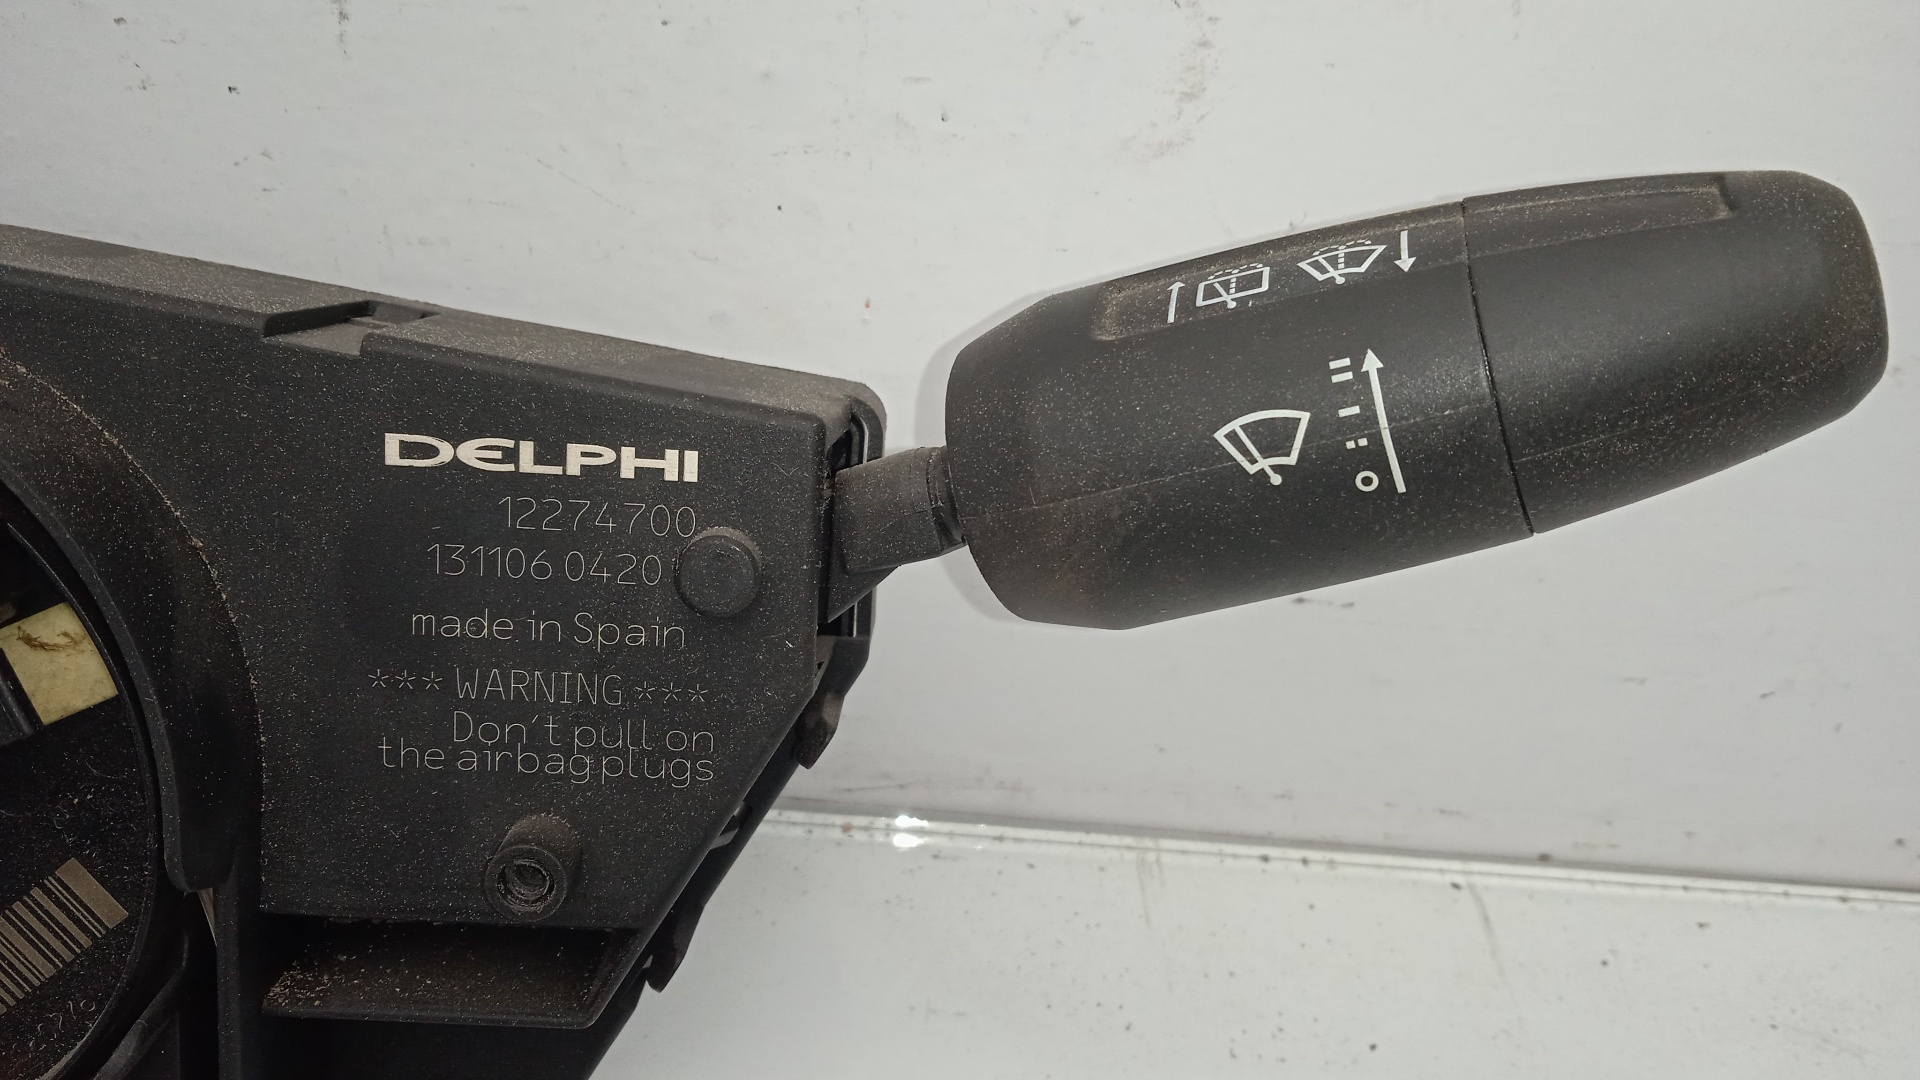 DELPHI
12274700
131106 0420
made in Spain
*** WARNING ***
Don't pull on
the airbag plugs